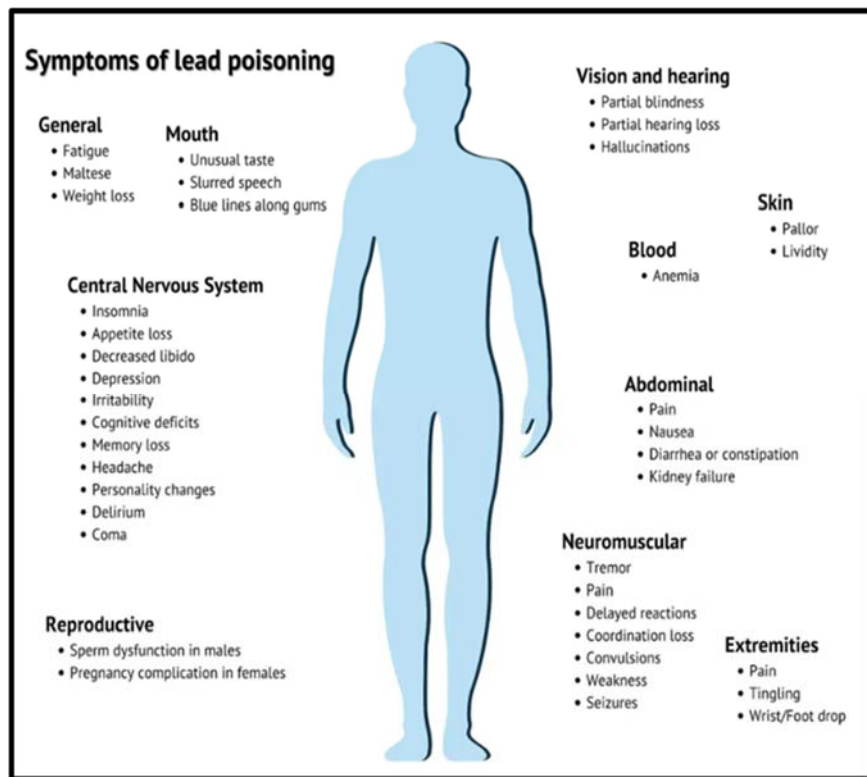 Symptoms of lead poisoning
General
• Fatigue
• Maltese
• Weight loss
Mouth
• Unusual taste
• Slurred speech
• Blue lines along gums
Central Nervous System
• Insomnia
• Appetite loss
• Decreased libido
• Depression
• Irritability
• Cognitive deficits
• Memory loss
• Headache
• Personality changes
• Delirium
• Coma
Reproductive
• Sperm dysfunction in males
• Pregnancy complication in females
Vision and hearing
• Partial blindness
• Partial hearing loss
• Hallucinations
Skin
• Pallor
• Lividity
Blood
• Anemia
Abdominal
• Pain
• Nausea
• Diarrhea or constipation
• Kidney failure
Neuromuscular
• Tremor
• Pain
• Delayed reactions
• Coordination loss
• Convulsions
• Weakness
• Seizures
Extremities
• Pain
• Tingling
• Wrist/Foot drop